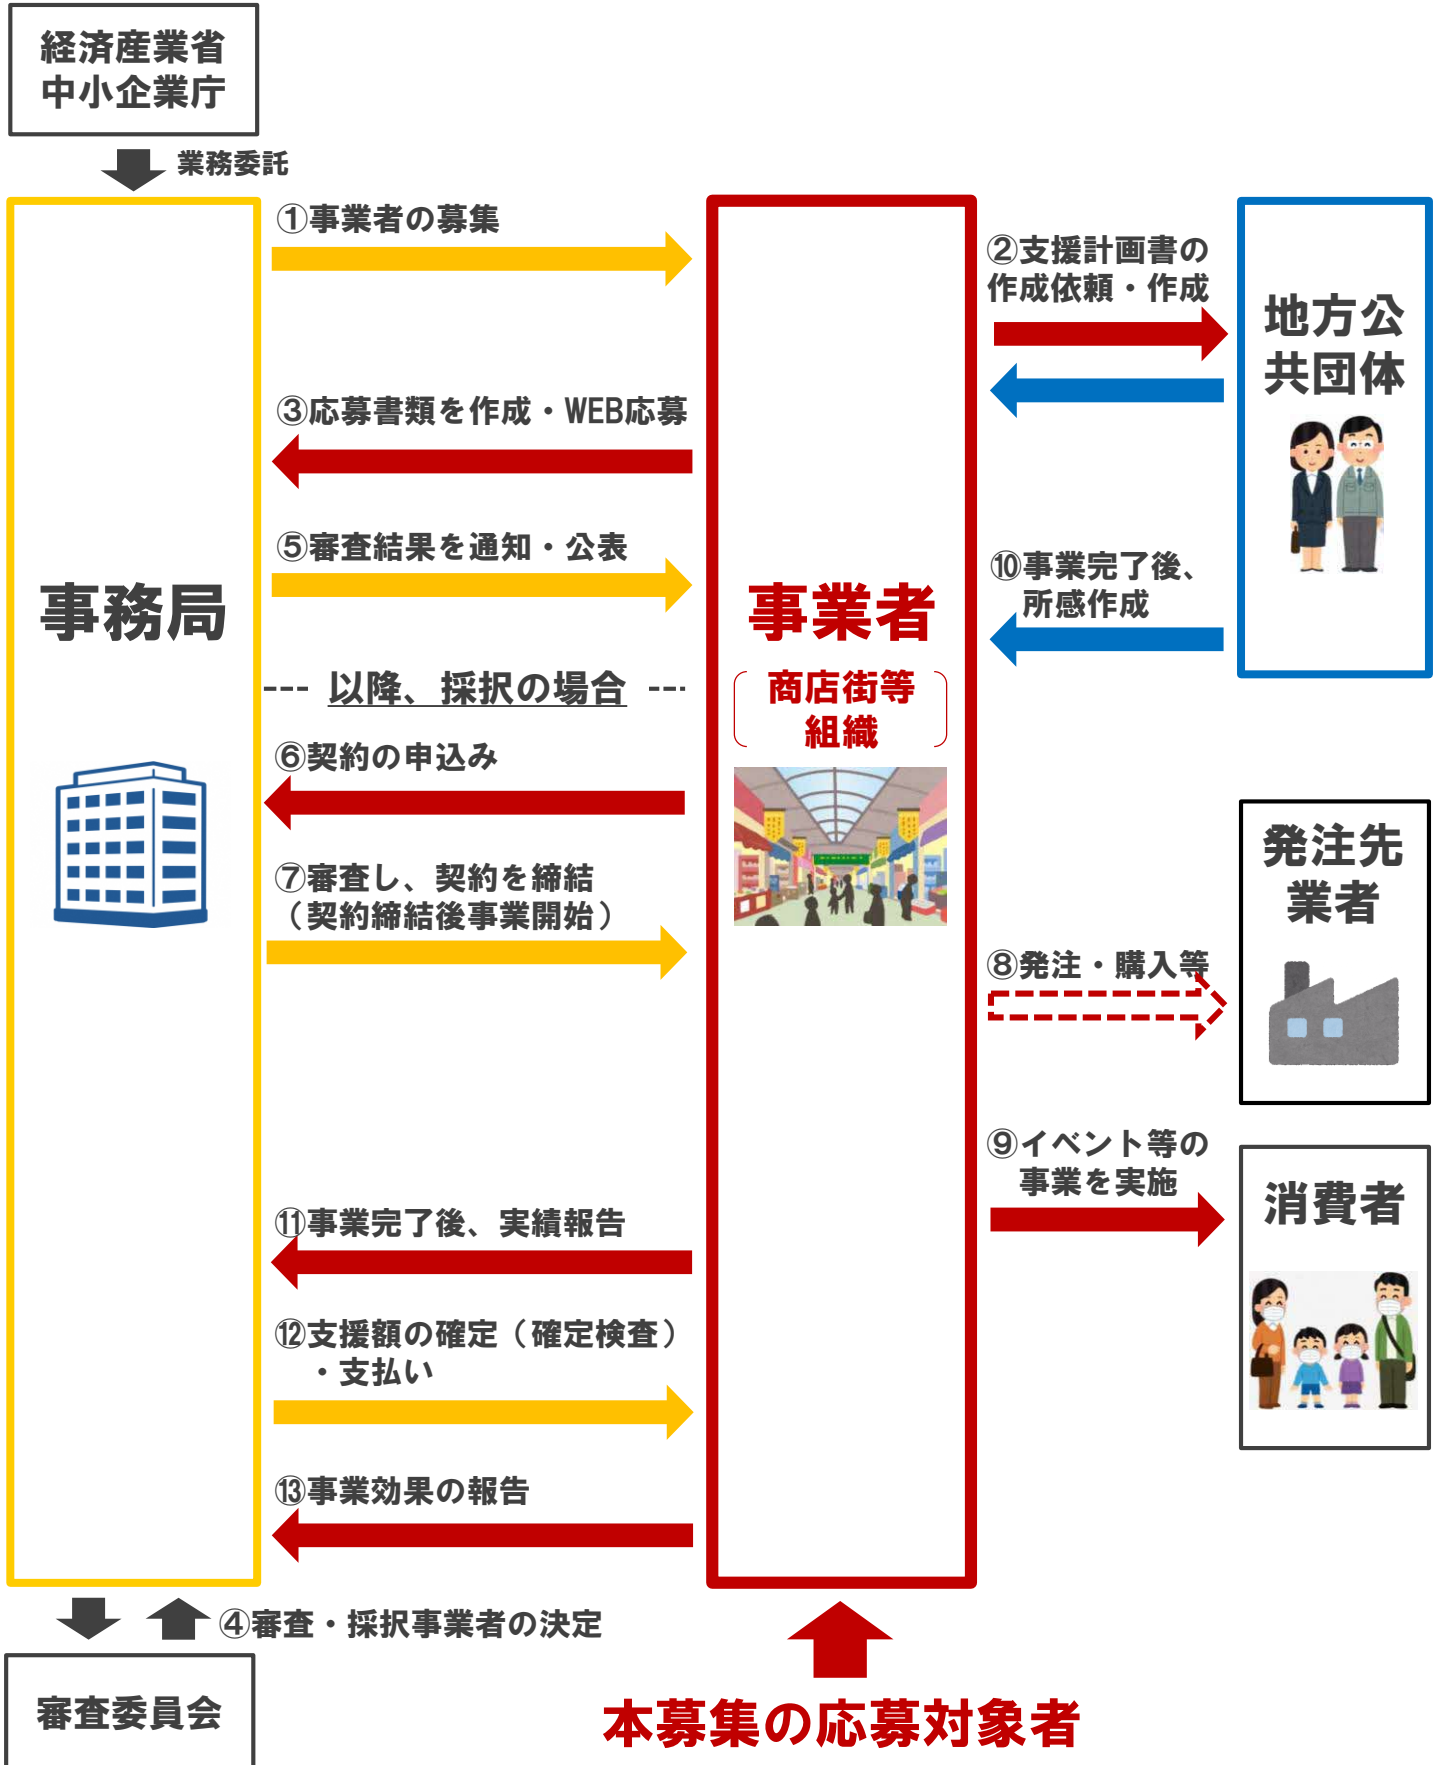 経済産業省
中小企業庁
業務委託
①事業者の募集
②支援計画書の
作成依頼・作成
地方公
共団体
③応募書類を作成・WEB応募
⑤審査結果を通知・公表
⑩事業完了後、
所感作成
事務局
事業者
商店街等
組織
--- 以降、採択の場合 ---
⑥契約の申込み
⑦審査し、契約を締結
（契約締結後事業開始）
発注先
業者
⑧発注・購入等
⑨イベント等の
事業を実施
消費者
⑪事業完了後、実績報告
⑫支援額の確定（確定検査）
・支払い
⑬事業効果の報告
④審査・採択事業者の決定
審査委員会
本募集の応募対象者